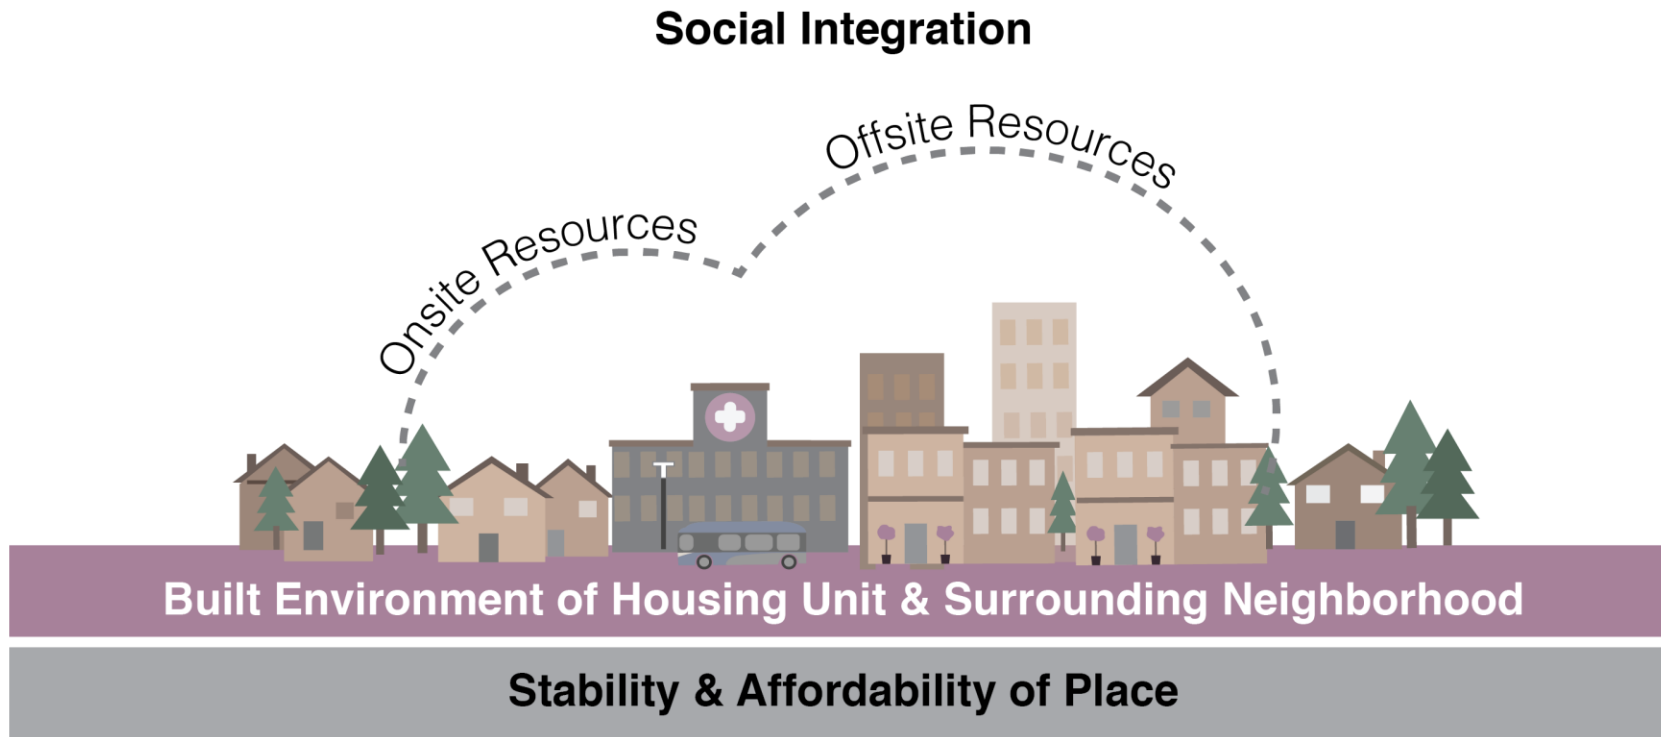 Social Integration
Offsite Resources
Onsite Resources
Built Environment of Housing Unit & Surrounding Neighborhood
Stability & Affordability of Place